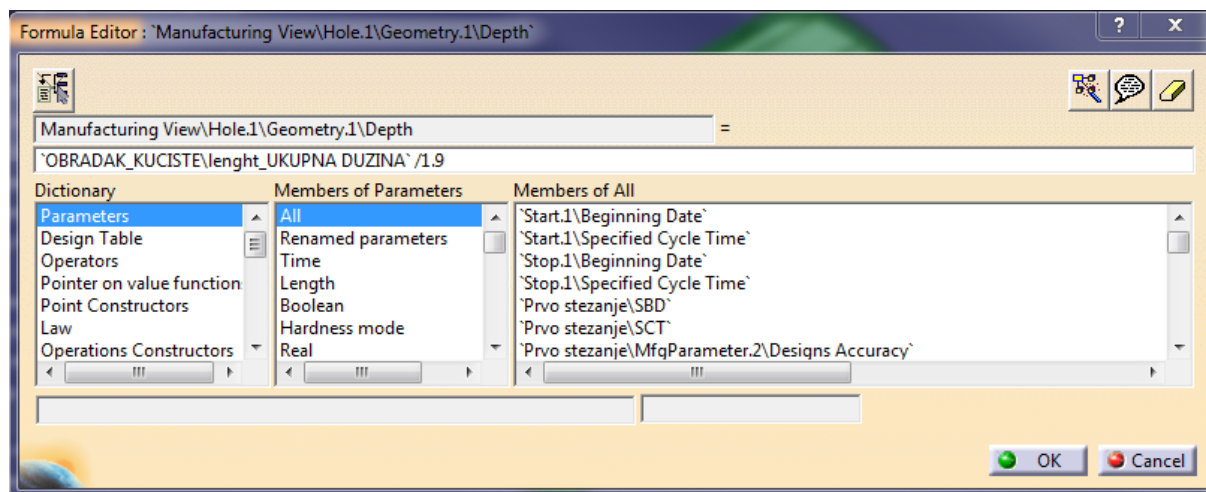 Formula Editor : `Manufacturing View\Hole.1\Geometry.1\Depth`
? X
Manufacturing View\Hole.1\Geometry.1\Depth =
`OBRADAK_KUCISTE\lenght_UKUPNA DUZINA` /1.9
Dictionary Members of Parameters Members of All
Parameters All `Start.1\Beginning Date`
Design Table Renamed parameters `Start.1\Specified Cycle Time`
Operators Time `Stop.1\Beginning Date`
Pointer on value function Length `Stop.1\Specified Cycle Time`
Point Constructors Boolean `Prvo stezanje\SBD`
Law Hardness mode `Prvo stezanje\SCT`
Operations Constructors Real `Prvo stezanje\MfgParameter.2\Designs Accuracy`
OK Cancel